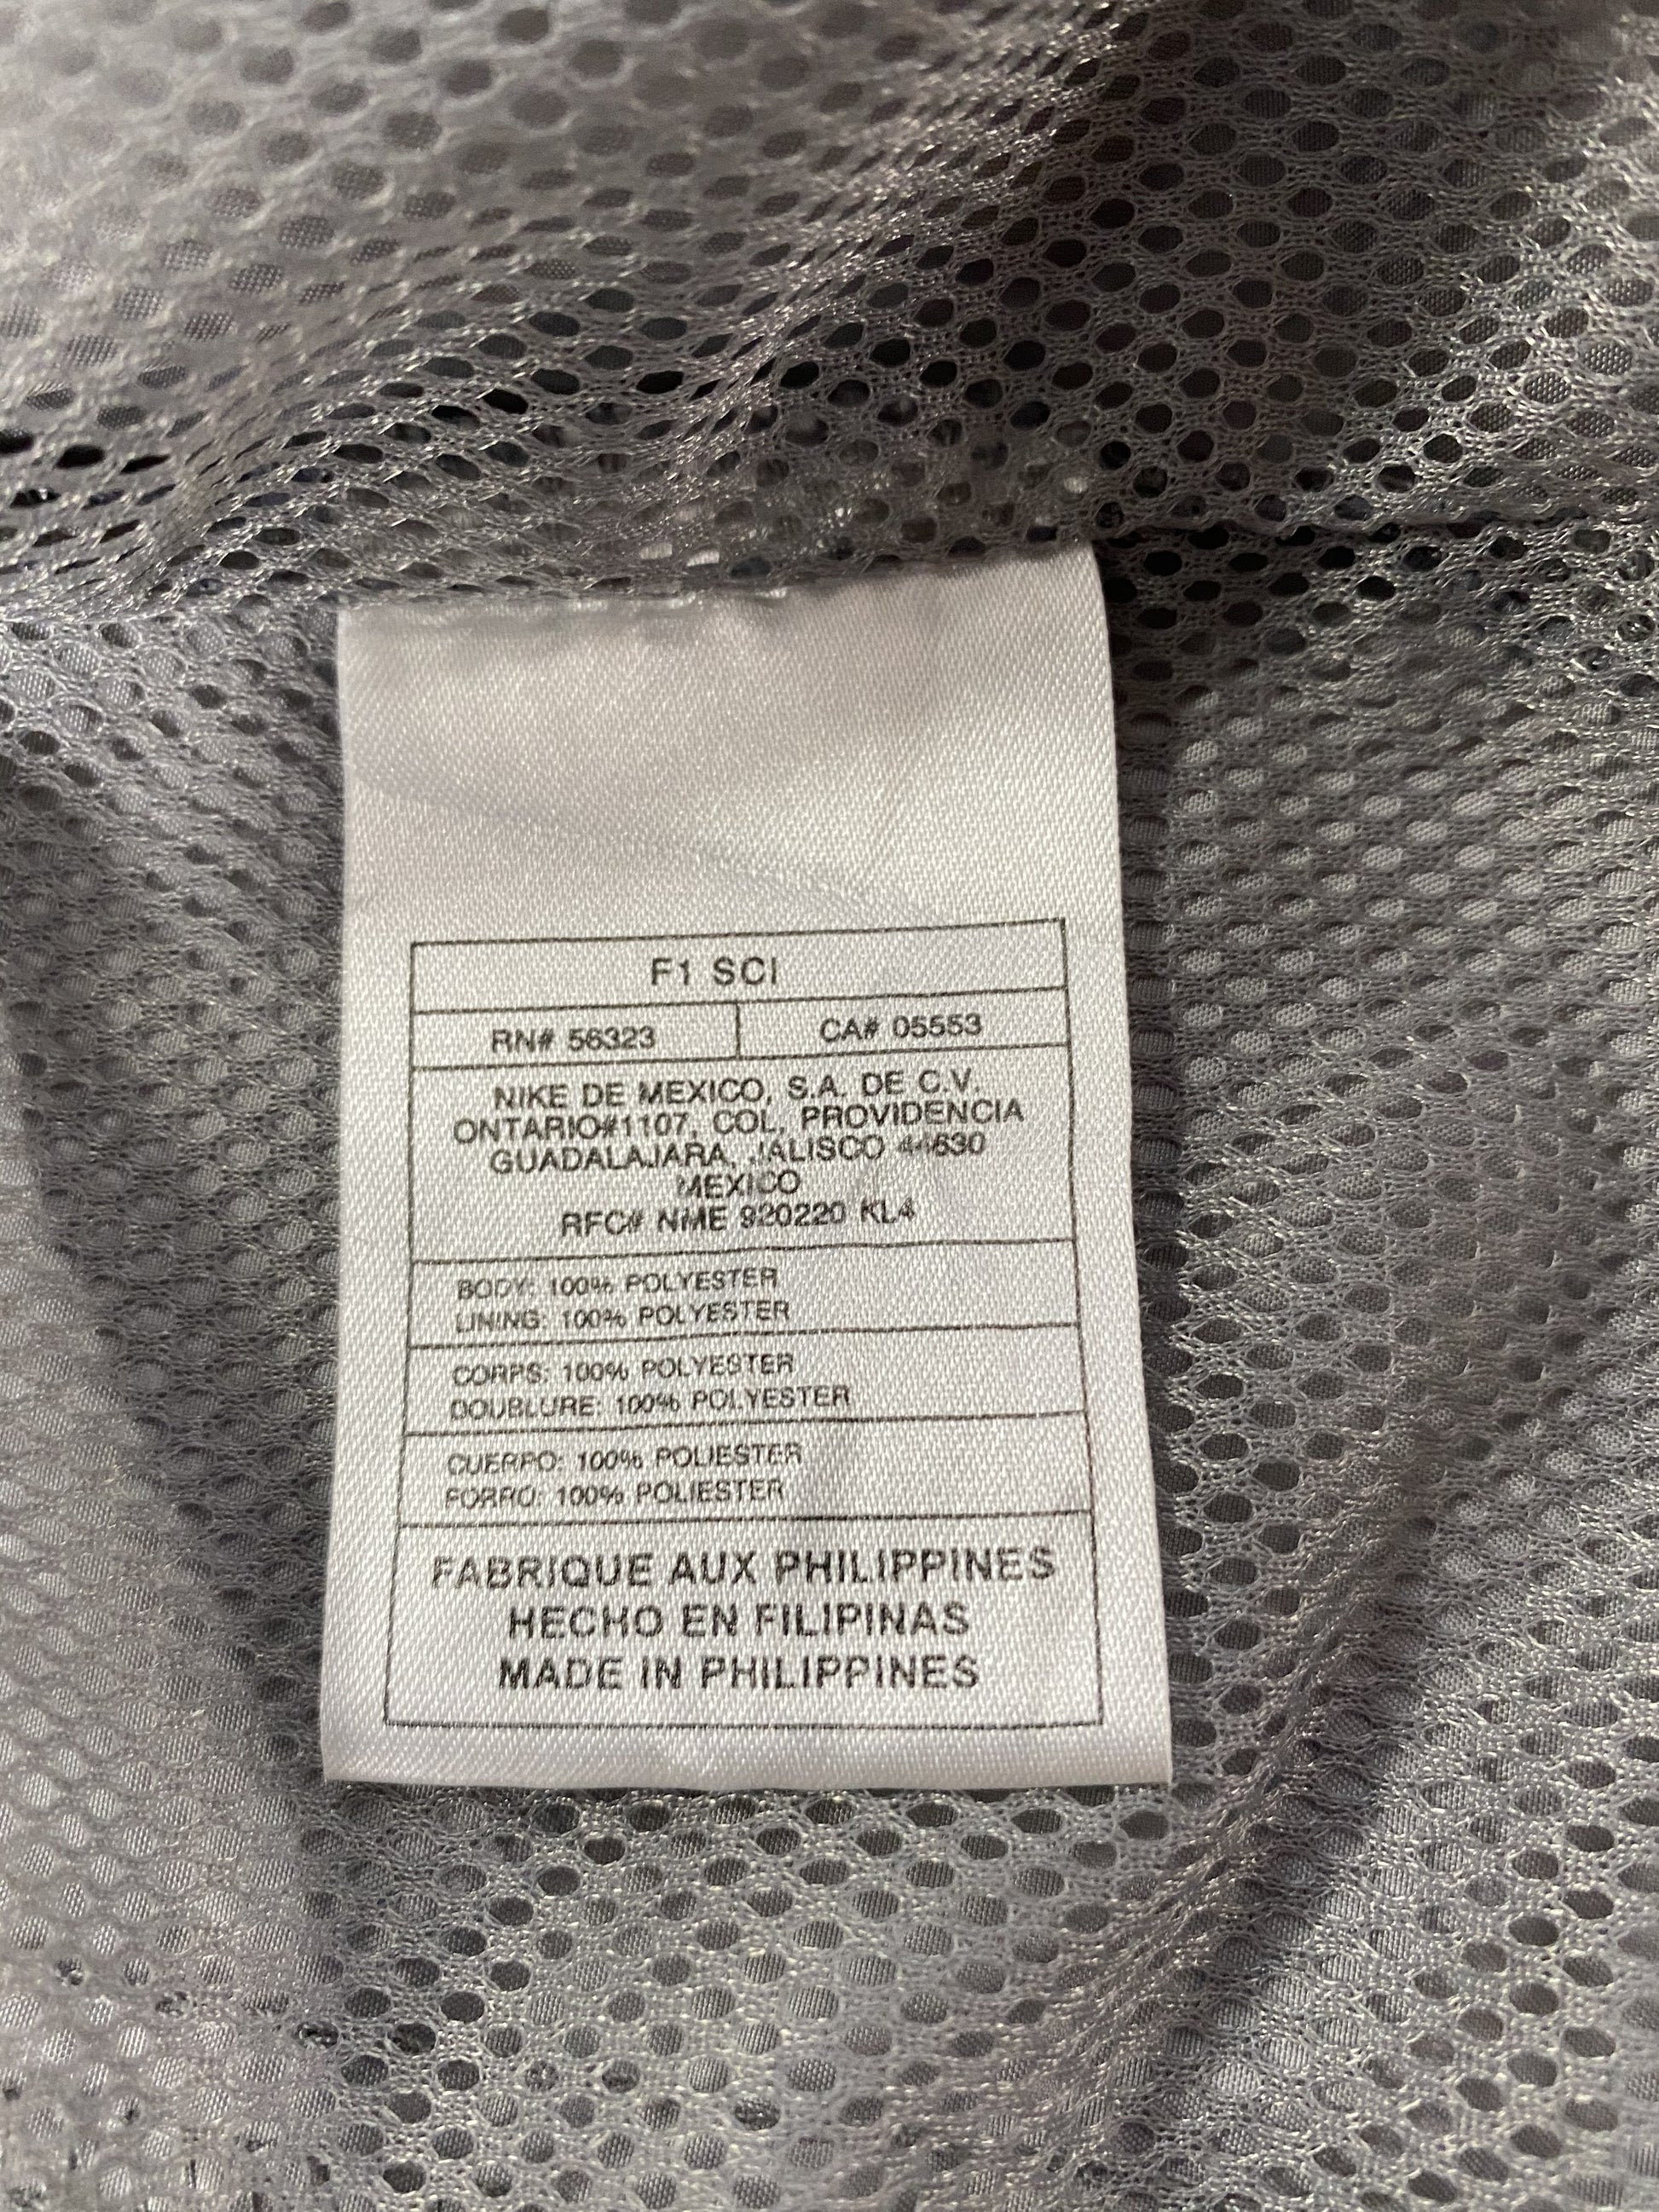 F1 SCI
RN# 56323 CA# 05553
NIKE DE MEXICO, S.A. DE C.V.
ONTARIO#1107, COL. PROVIDENCIA
GUADALAJARA, JALISCO 44630
MEXICO
RFC# NME 920220 KL4
BODY: 100% POLYESTER
LINING: 100% POLYESTER
CORPS: 100% POLYESTER
DOUBLURE: 100% POLYESTER
CUERPO: 100% POLIESTER
FORRO: 100% POLIESTER
FABRIQUE AUX PHILIPPINES
HECHO EN FILIPINAS
MADE IN PHILIPPINES